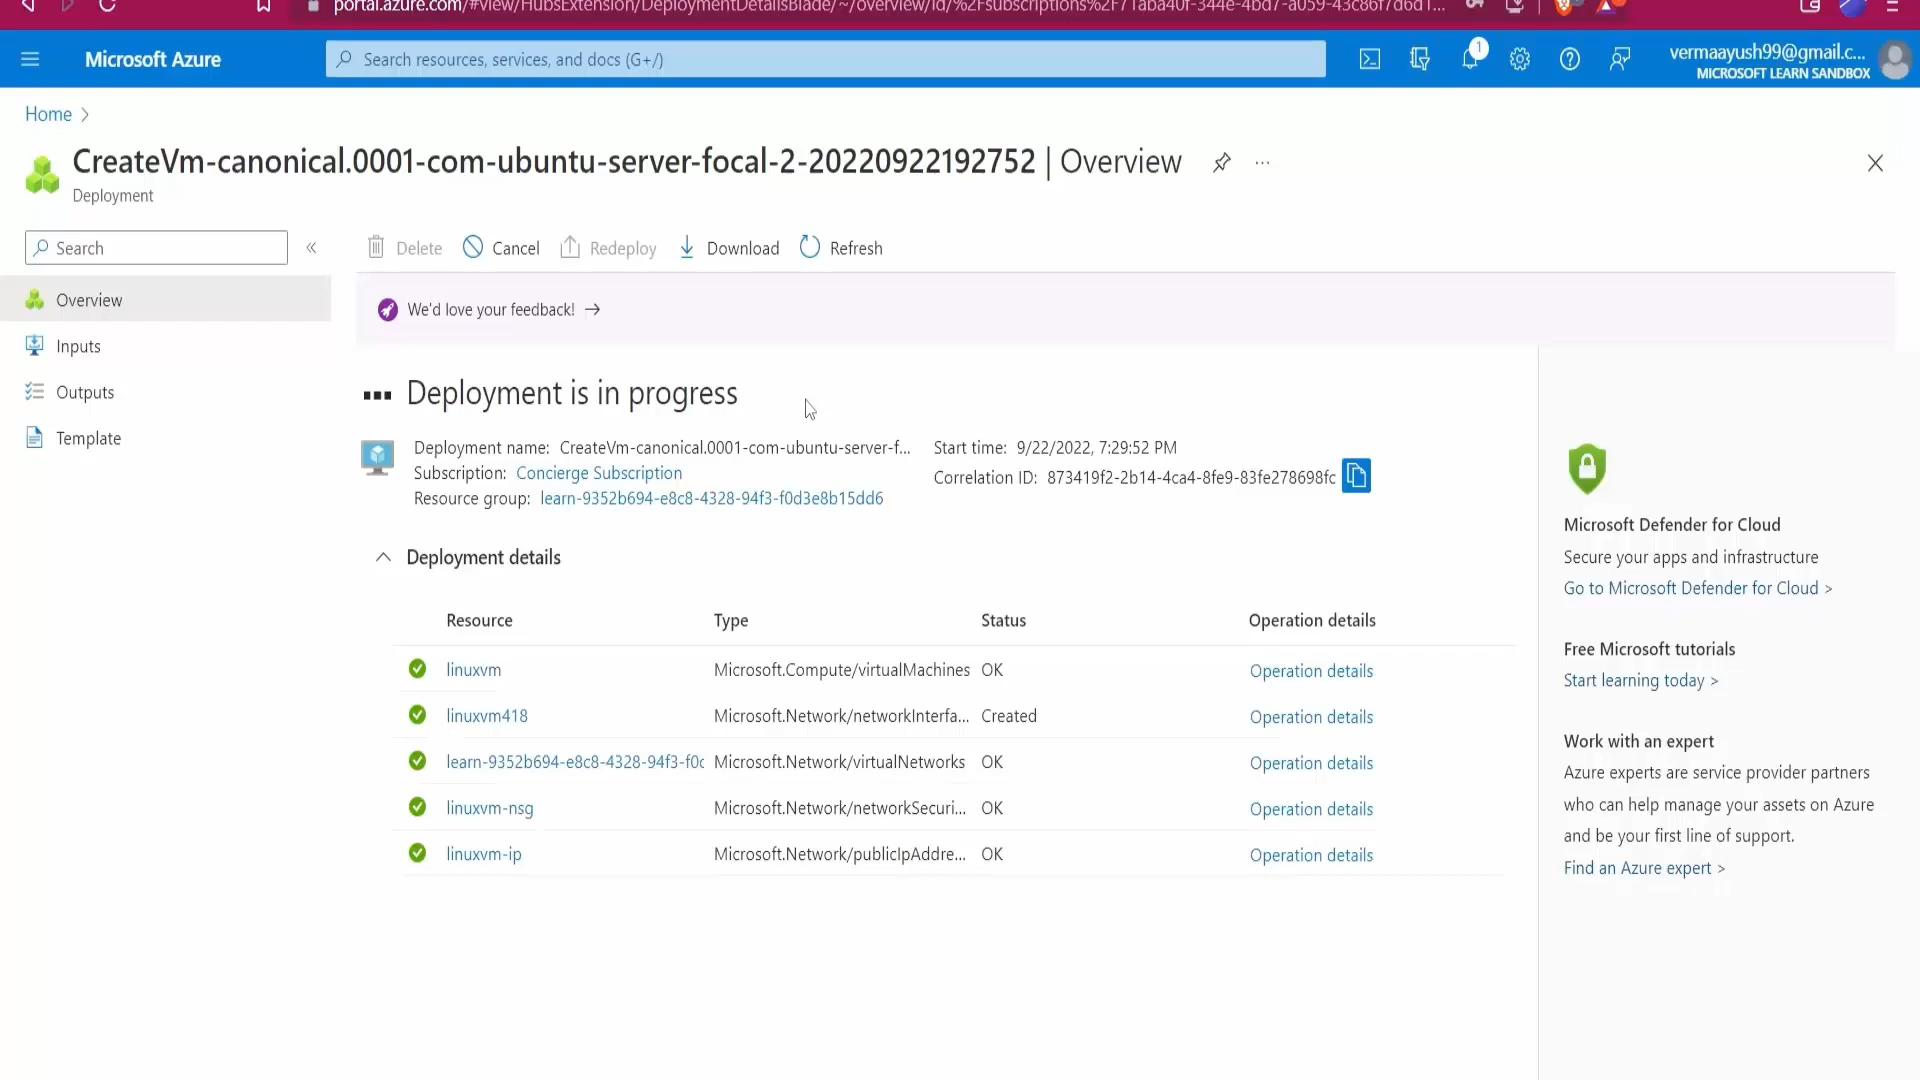 portal.azure.com/#view/HubsExtension/DeploymentDetailsBlade/~/overview/id/%2Fsubscriptions%2F71aba40f-344e-4bd7-a059-43c86f7d6d1...
Microsoft Azure
Search resources, services, and docs (G+/)
1
vermaayush99@gmail.c...
MICROSOFT LEARN SANDBOX
Home
CreateVm-canonical.0001-com-ubuntu-server-focal-2-20220922192752 | Overview
...
Deployment
Search
«
Delete
Cancel
Redeploy
Download
Refresh
Overview
Inputs
Outputs
Template
We'd love your feedback! →
Deployment is in progress
Deployment name: CreateVm-canonical.0001-com-ubuntu-server-f...
Subscription: Concierge Subscription
Resource group: learn-9352b694-e8c8-4328-94f3-f0d3e8b15dd6
Start time: 9/22/2022, 7:29:52 PM
Correlation ID: 873419f2-2b14-4ca4-8fe9-83fe278698fc
Deployment details
Resource Type Status Operation details
linuxvm Microsoft.Compute/virtualMachines OK Operation details
linuxvm418 Microsoft.Network/networkInterfa... Created Operation details
learn-9352b694-e8c8-4328-94f3-f0c Microsoft.Network/virtualNetworks OK Operation details
linuxvm-nsg Microsoft.Network/networkSecuri... OK Operation details
linuxvm-ip Microsoft.Network/publicIpAddre... OK Operation details
Microsoft Defender for Cloud
Secure your apps and infrastructure
Go to Microsoft Defender for Cloud >
Free Microsoft tutorials
Start learning today >
Work with an expert
Azure experts are service provider partners
who can help manage your assets on Azure
and be your first line of support.
Find an Azure expert >